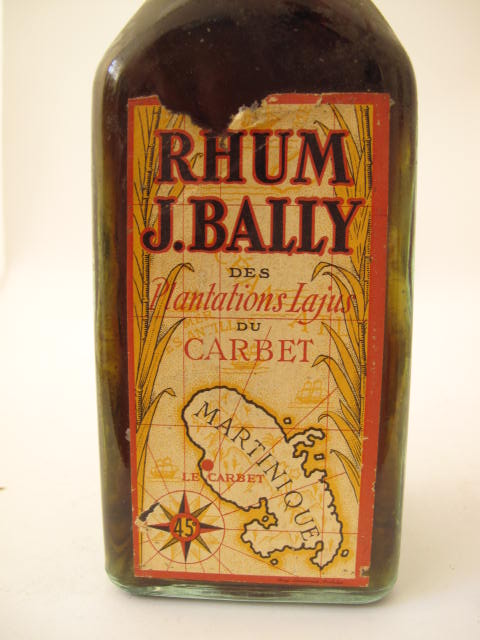 RHUM
J.BALLY
DES
Plantations Lajus
DU
CARBET
MARTINIQUE
LE CARBET
45°